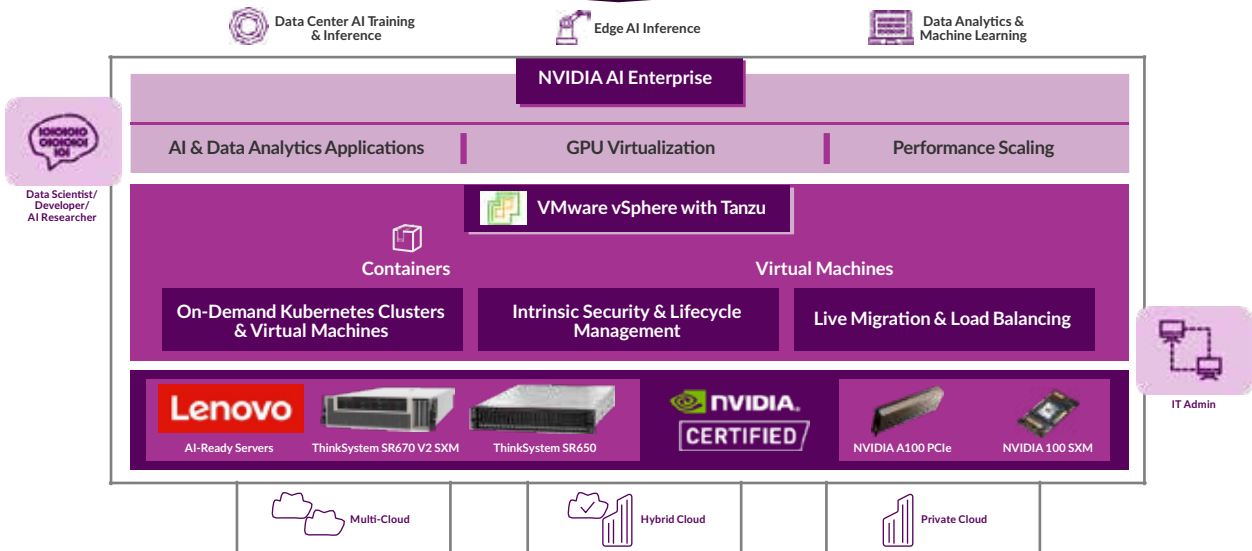 Data Center AI Training
& Inference
Edge AI Inference
Data Analytics &
Machine Learning
NVIDIA AI Enterprise
IOIOIOIO
OIOIOIOI
IOI
AI & Data Analytics Applications
GPU Virtualization
Performance Scaling
Data Scientist/
Developer/
AI Researcher
VMware vSphere with Tanzu
Containers
Virtual Machines
On-Demand Kubernetes Clusters
& Virtual Machines
Intrinsic Security & Lifecycle
Management
Live Migration & Load Balancing
IT Admin
Lenovo
AI-Ready Servers
ThinkSystem SR670 V2 SXM
ThinkSystem SR650
NVIDIA.
CERTIFIED
NVIDIA A100 PCIe
NVIDIA 100 SXM
Multi-Cloud
Hybrid Cloud
Private Cloud